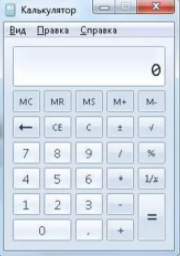 Калькулятор
Вид Правка Справка
0
MC MR MS M+ M-
← CE C ± √
7 8 9 / %
4 5 6 * 1/x
1 2 3 - =
0 , +